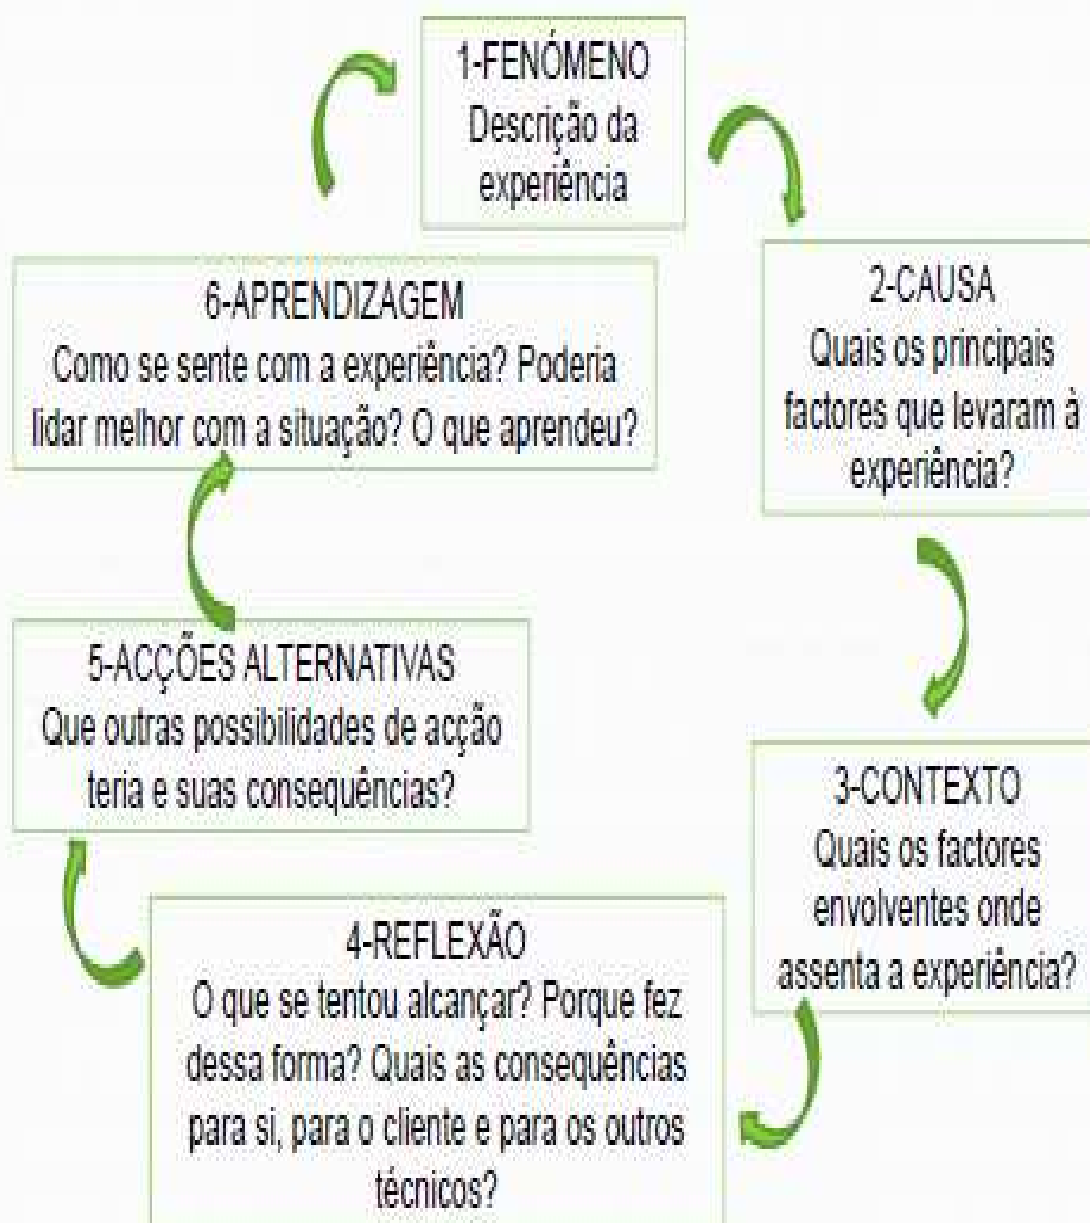 1-FENÓMENO
Descrição da
experiência
2-CAUSA
Quais os principais
factores que levaram à
experiência?
3-CONTEXTO
Quais os factores
envolventes onde
assenta a experiência?
4-REFLEXÃO
O que se tentou alcançar? Porque fez
dessa forma? Quais as consequências
para si, para o cliente e para os outros
técnicos?
5-ACÇÕES ALTERNATIVAS
Que outras possibilidades de acção
teria e suas consequências?
6-APRENDIZAGEM
Como se sente com a experiência? Poderia
lidar melhor com a situação? O que aprendeu?